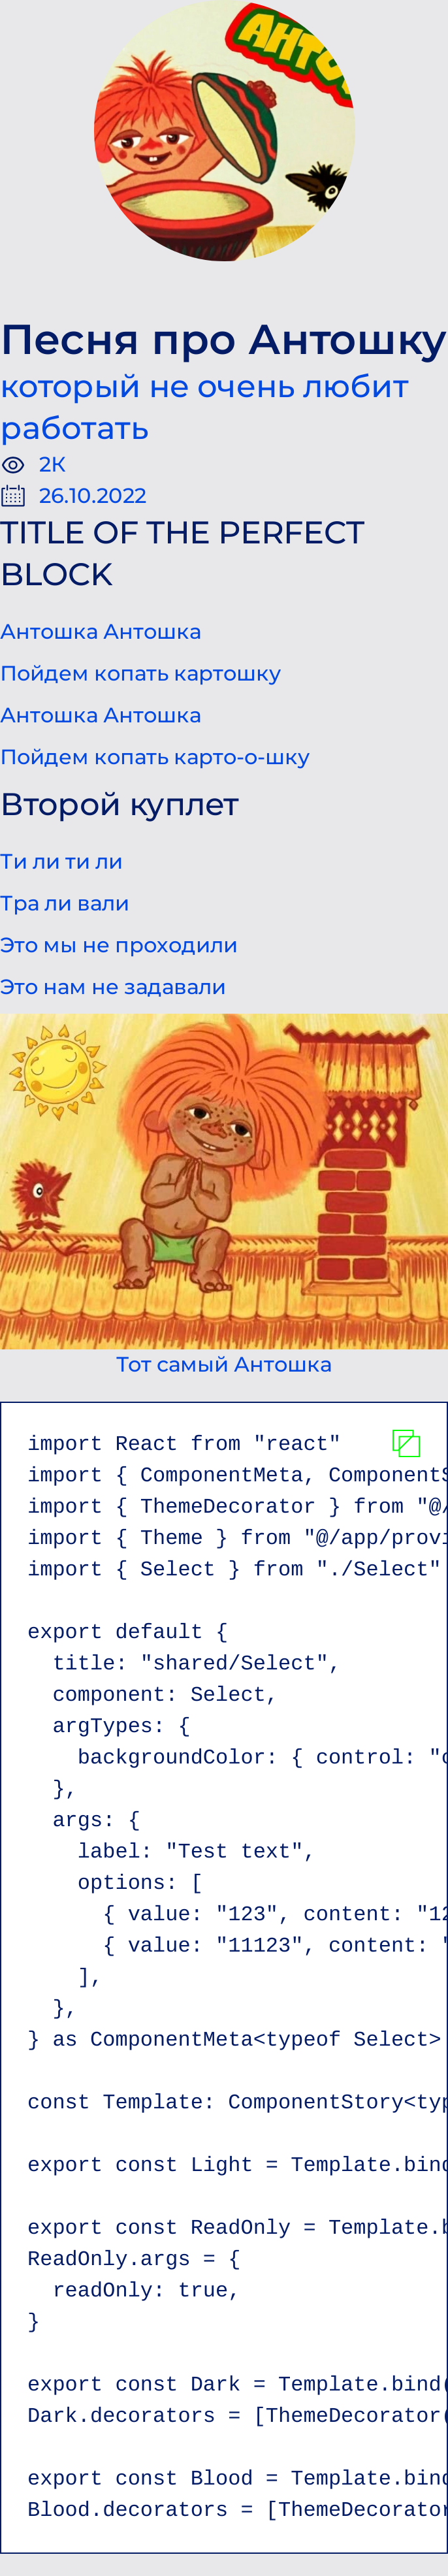 Песня про Антошку
который не очень любит
работать
2К
26.10.2022
TITLE OF THE PERFECT
BLOCK
Антошка Антошка
Пойдем копать картошку
Антошка Антошка
Пойдем копать карто-о-шку
Второй куплет
Ти ли ти ли
Тра ли вали
Это мы не проходили
Это нам не задавали
Тот самый Антошка
import React from "react"
import { ComponentMeta, ComponentS
import { ThemeDecorator } from "@/
import { Theme } from "@/app/provi
import { Select } from "./Select"

export default {
  title: "shared/Select",
  component: Select,
  argTypes: {
    backgroundColor: { control: "c
  },
  args: {
    label: "Test text",
    options: [
      { value: "123", content: "12
      { value: "11123", content: "
    ],
  },
} as ComponentMeta<typeof Select>

const Template: ComponentStory<typ

export const Light = Template.bind

export const ReadOnly = Template.b
ReadOnly.args = {
  readOnly: true,
}

export const Dark = Template.bind(
Dark.decorators = [ThemeDecorator(

export const Blood = Template.bind
Blood.decorators = [ThemeDecorator